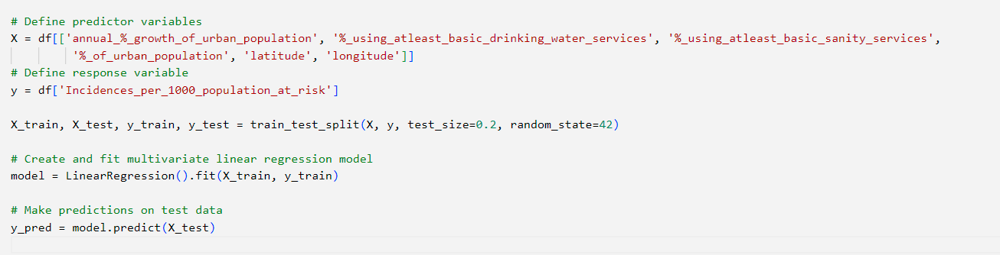 # Define predictor variables
X = df[['annual_%_growth_of_urban_population', '%_using_atleast_basic_drinking_water_services', '%_using_atleast_basic_sanity_services',
'%_of_urban_population', 'latitude', 'longitude']]
# Define response variable
y = df['Incidences_per_1000_population_at_risk']
X_train, X_test, y_train, y_test = train_test_split(X, y, test_size=0.2, random_state=42)
# Create and fit multivariate linear regression model
model = LinearRegression().fit(X_train, y_train)
# Make predictions on test data
y_pred = model.predict(X_test)